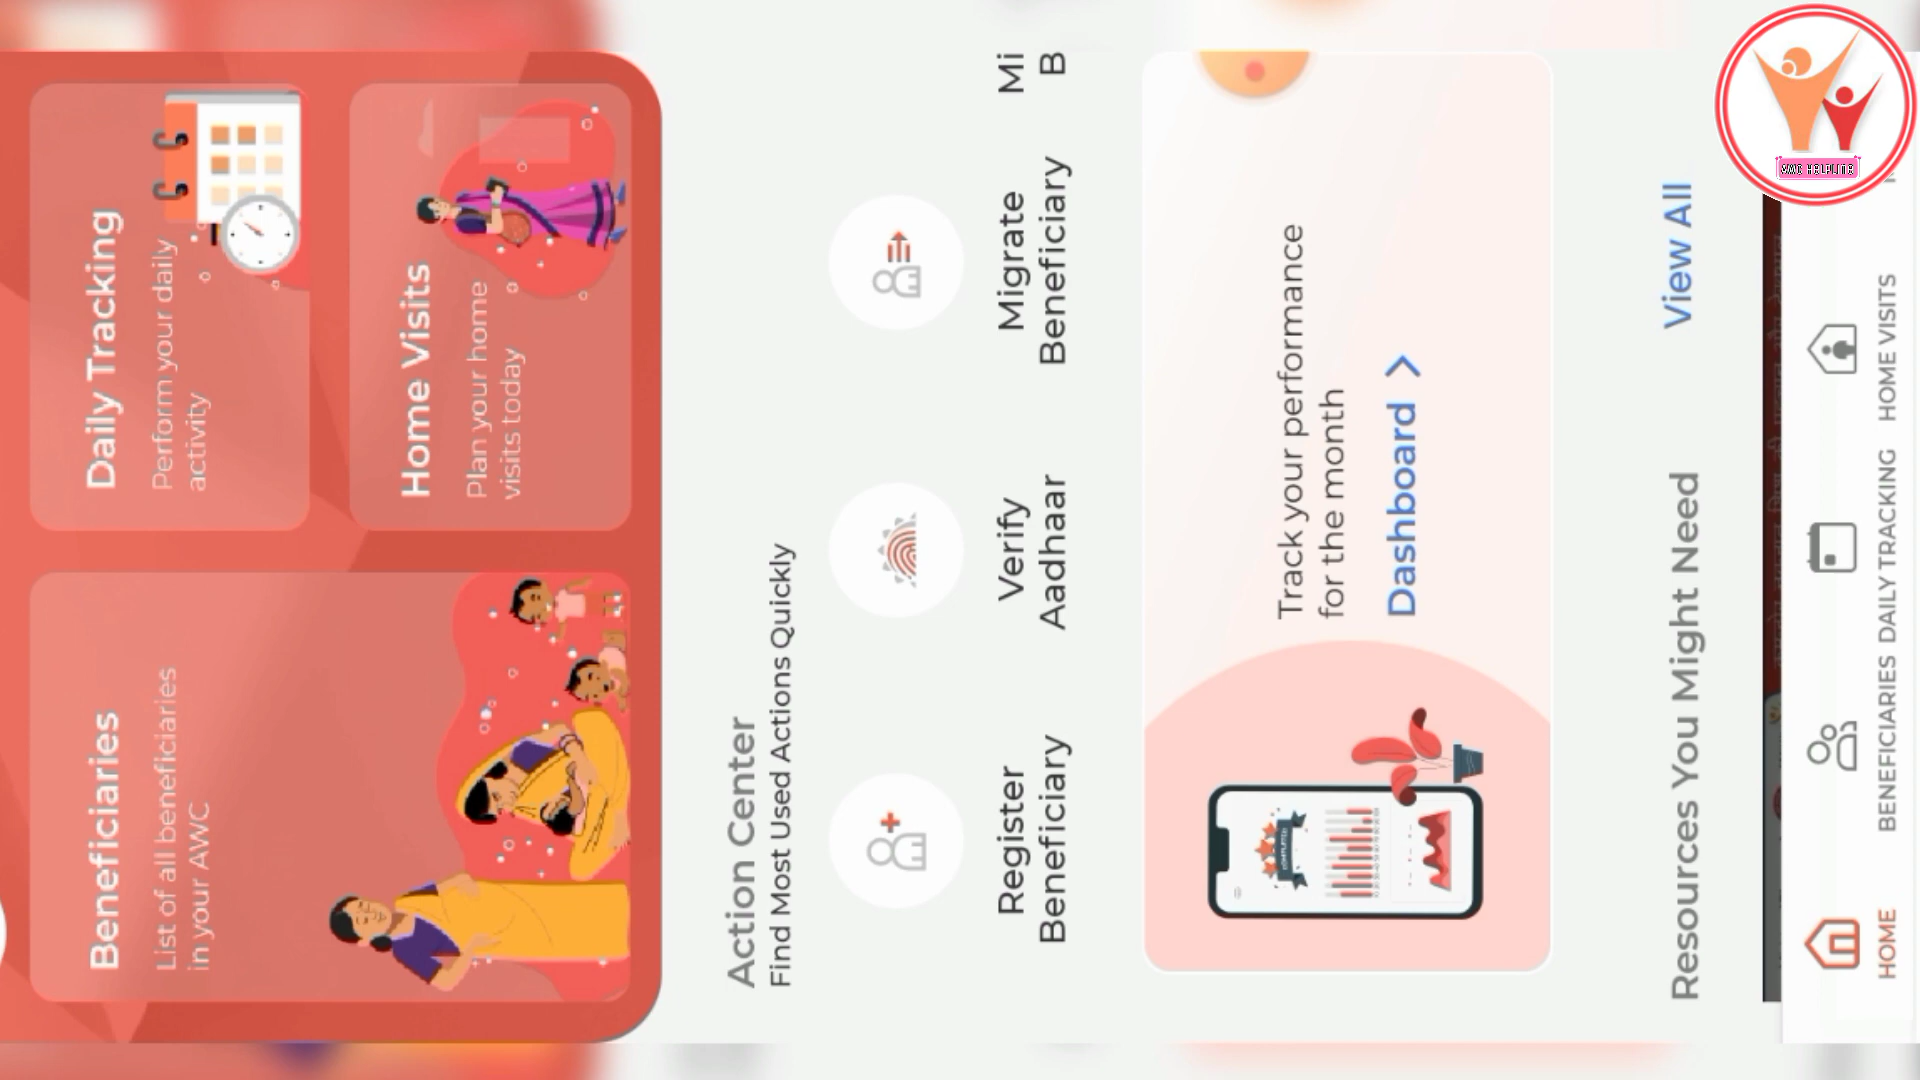 Beneficiaries
List of all beneficiaries
in your AWC
Daily Tracking
Perform your daily
activity
Home Visits
Plan your home
visits today
Action Center
Find Most Used Actions Quickly
Register
Beneficiary
Verify
Aadhaar
Migrate
Beneficiary
Mi
B
Track your performance
for the month
Dashboard
Resources You Might Need
View All
HOME
BENEFICIARIES
DAILY TRACKING
HOME VISITS